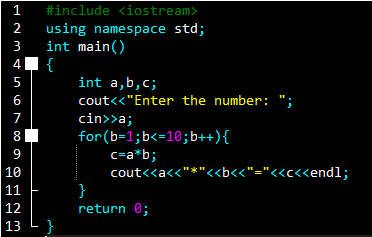 1 #include <iostream>
2 using namespace std;
3 int main()
4 {
5 int a,b,c;
6 cout<<"Enter the number: ";
7 cin>>a;
8 for(b=1;b<=10;b++){
9 c=a*b;
10 cout<<a<<"*"<<b<<"="<<c<<endl;
11 }
12 return 0;
13 }